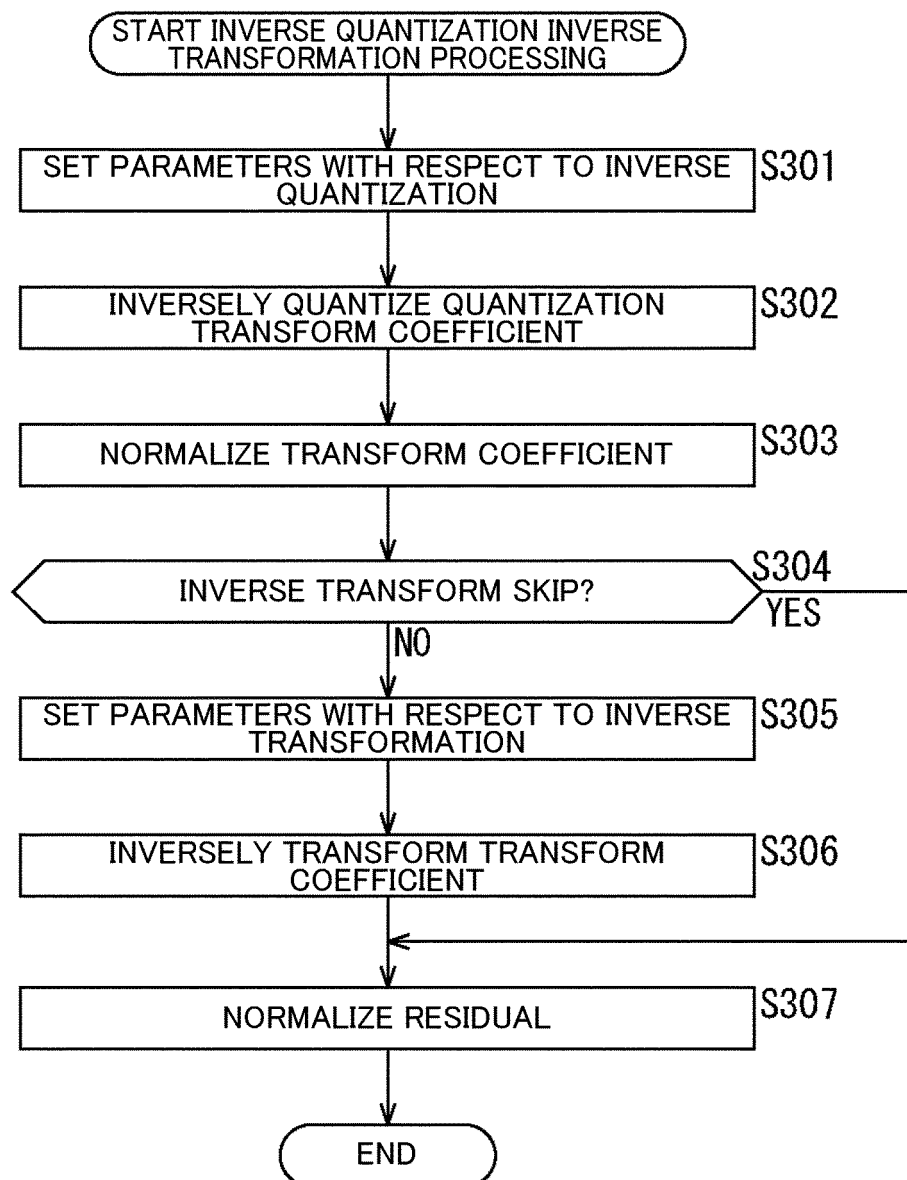 START INVERSE QUANTIZATION INVERSE
TRANSFORMATION PROCESSING
SET PARAMETERS WITH RESPECT TO INVERSE
QUANTIZATION
S301
INVERSELY QUANTIZE QUANTIZATION
TRANSFORM COEFFICIENT
S302
NORMALIZE TRANSFORM COEFFICIENT
S303
INVERSE TRANSFORM SKIP?
S304
YES
NO
SET PARAMETERS WITH RESPECT TO INVERSE
TRANSFORMATION
S305
INVERSELY TRANSFORM TRANSFORM
COEFFICIENT
S306
NORMALIZE RESIDUAL
S307
END